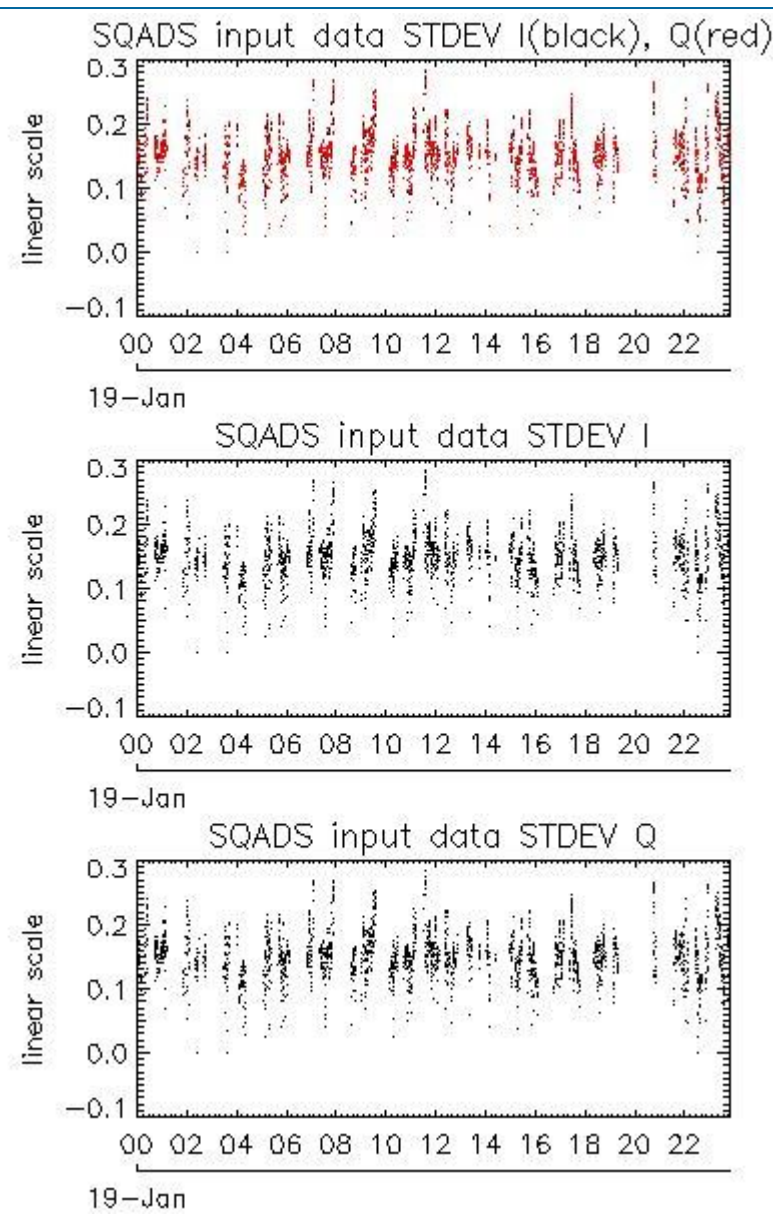 SQADS input data STDEV I(black), Q(red)
0.3
0.2
0.1
0.0
−0.1
linear scale
00 02 04 06 08 10 12 14 16 18 20 22
19−Jan
SQADS input data STDEV I
0.3
0.2
0.1
0.0
−0.1
linear scale
00 02 04 06 08 10 12 14 16 18 20 22
19−Jan
SQADS input data STDEV Q
0.3
0.2
0.1
0.0
−0.1
linear scale
00 02 04 06 08 10 12 14 16 18 20 22
19−Jan